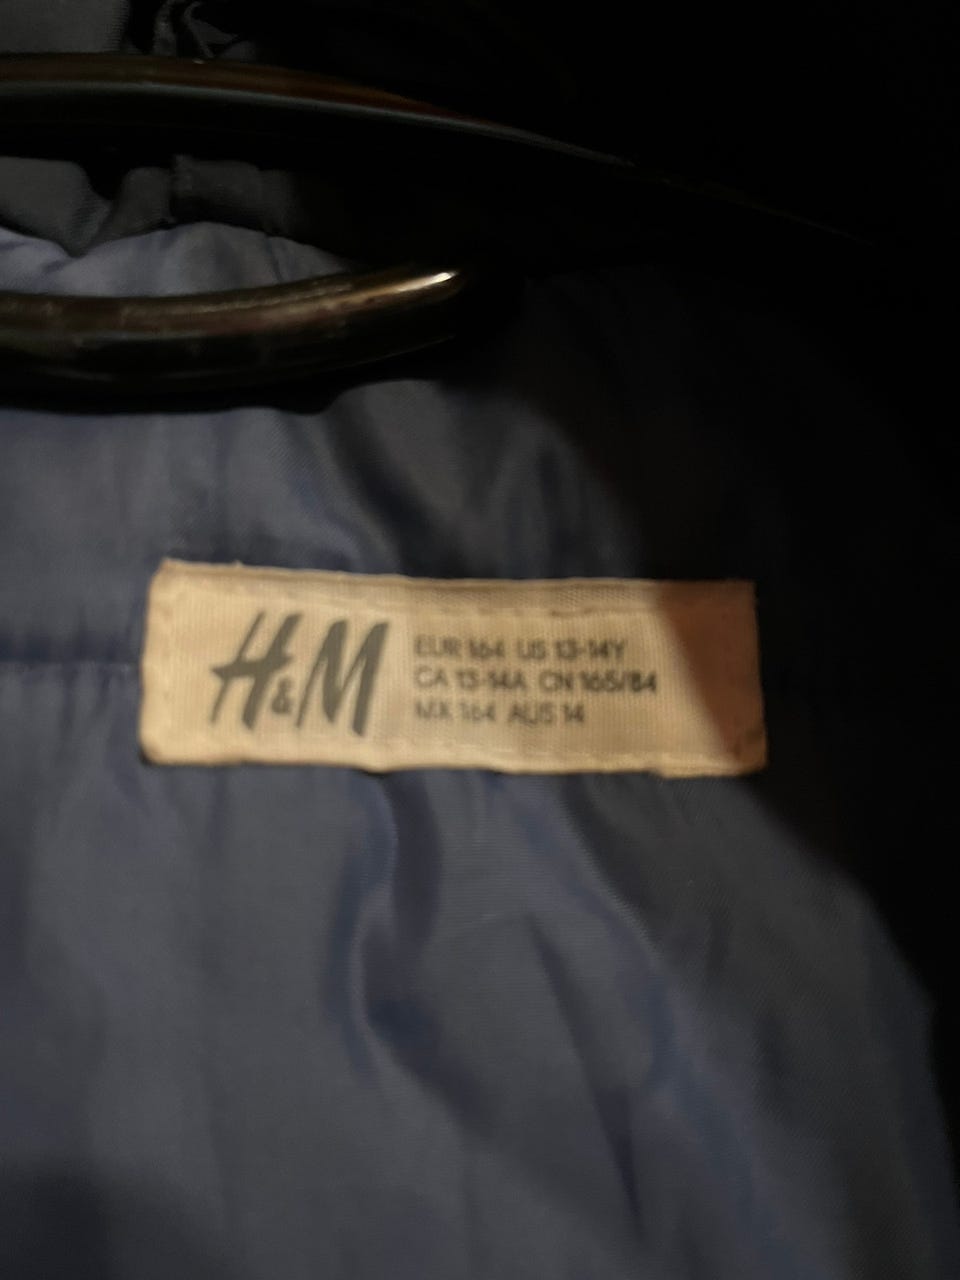 H&M
EUR 164 US 13-14Y
CA 13-14A CN 165/84
MX 164 AUS 14